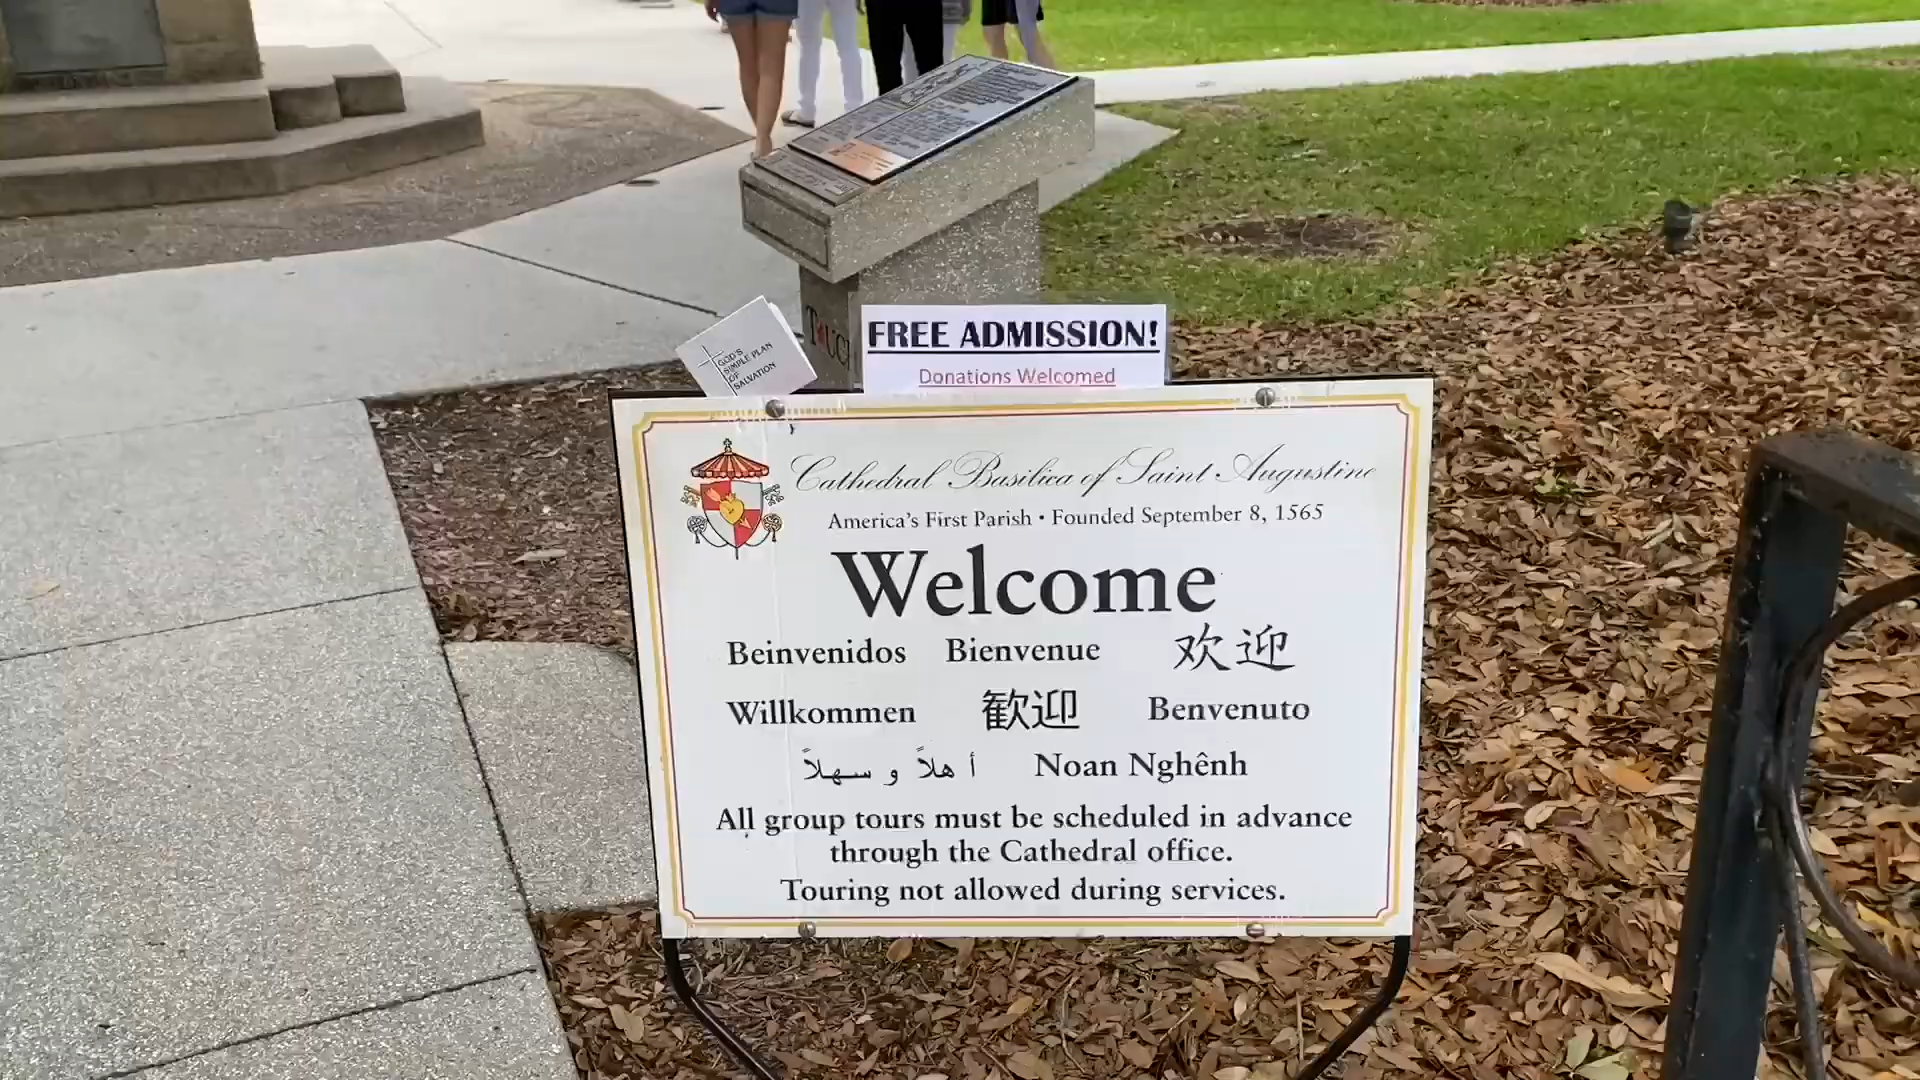 FREE ADMISSION!
Donations Welcomed
GOD'S
SIMPLE PLAN
OF
SALVATION
Cathedral Basilica of Saint Augustine
America's First Parish • Founded September 8, 1565
Welcome
Beinvenidos Bienvenue 欢迎
Willkommen 歓迎 Benvenuto
أهلاً و سهلاً Noan Nghênh
All group tours must be scheduled in advance
through the Cathedral office.
Touring not allowed during services.